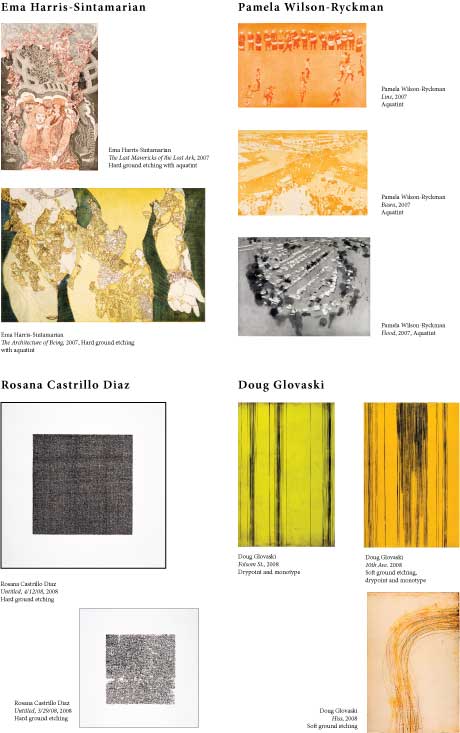 Ema Harris-Sintamarian
Ema Harris-Sintamarian
The Last Mavericks of the Lost Ark, 2007
Hard ground etching with aquatint
Ema Harris-Sintamarian
The Architecture of Being, 2007, Hard ground etching
with aquatint
Pamela Wilson-Ryckman
Pamela Wilson-Ryckman
Line, 2007
Aquatint
Pamela Wilson-Ryckman
2007
Aquatint
Pamela Wilson-Ryckman
Flood, 2007, Aquatint
Rosana Castrillo Diaz
Rosana Castrillo Diaz
Untitled, 4/12/08, 2008
Hard ground etching
Rosana Castrillo Diaz
Untitled, 3/29/08, 2008
Hard ground etching
Doug Glovaski
Doug Glovaski
Folsom St., 2008
Drypoint and monotype
Doug Glovaski
10th Ave. 2008
Soft ground etching,
drypoint and monotype
Doug Glovaski
Hiss, 2008
Soft ground etching